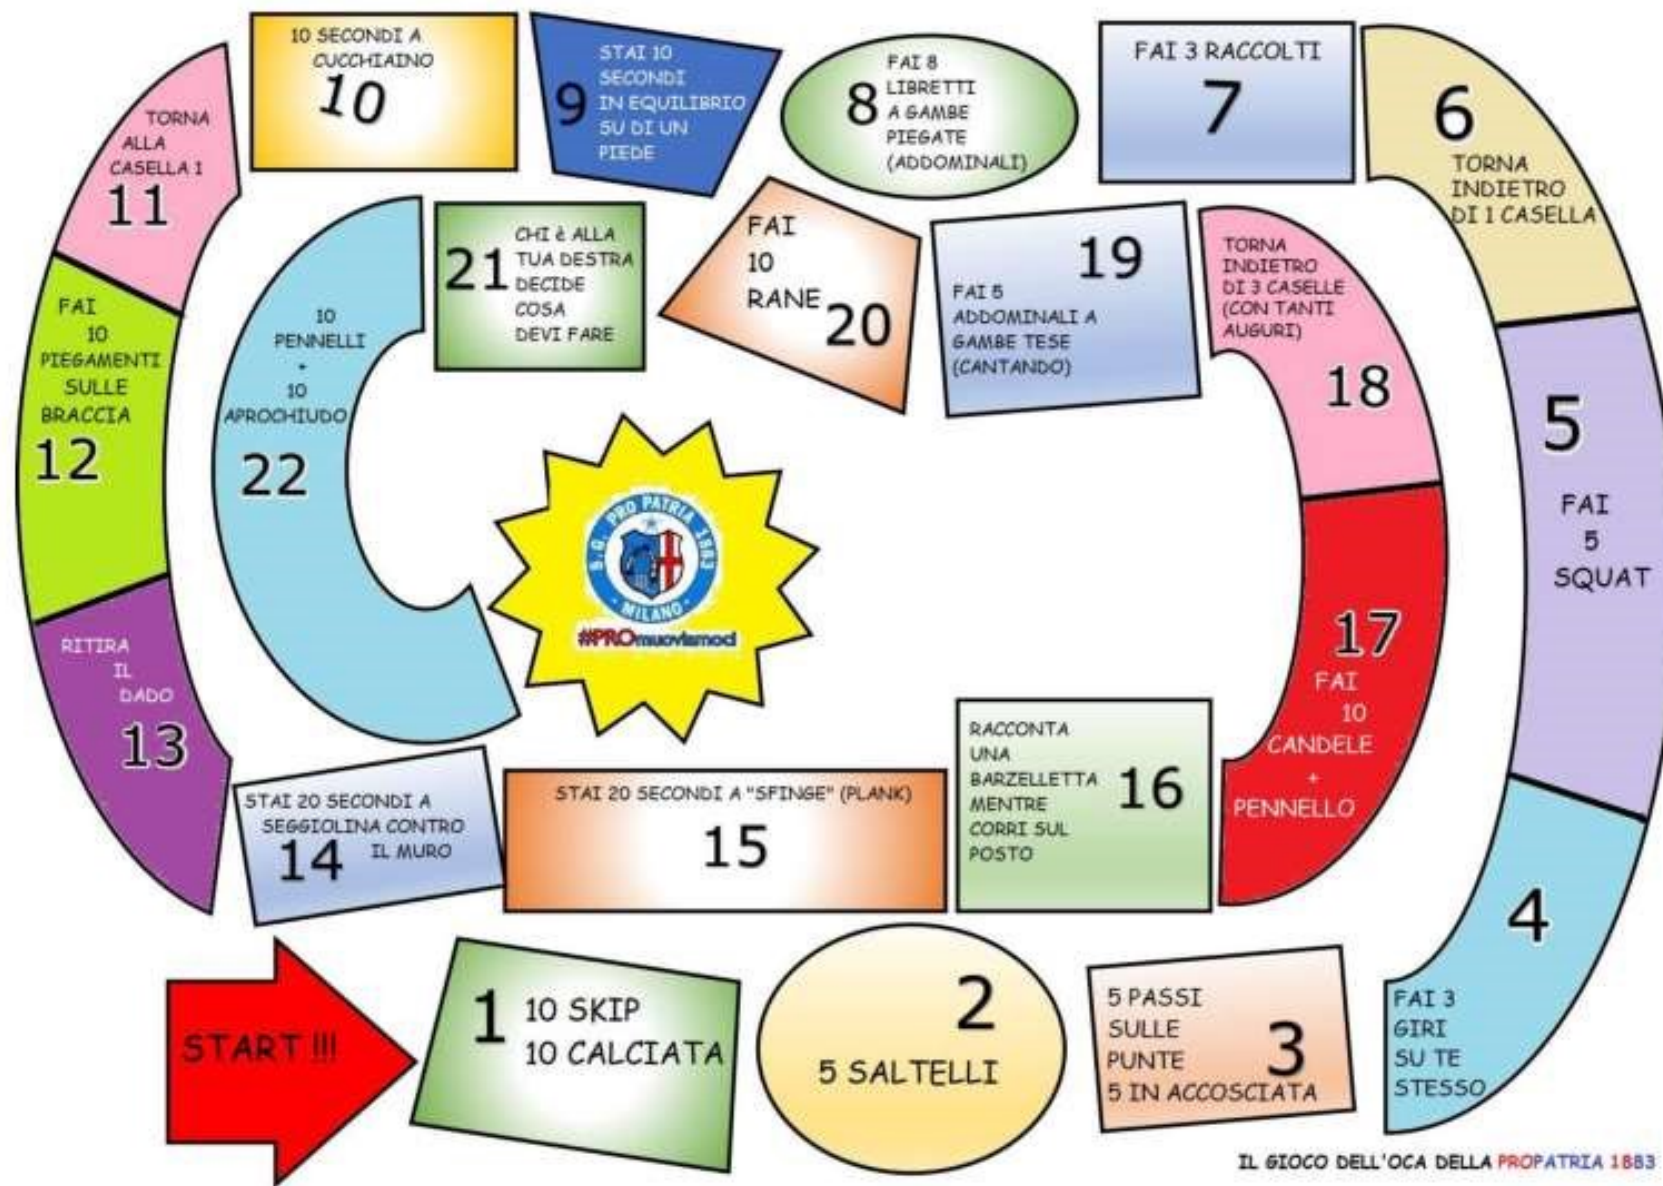 START !!!
1
10 SKIP
10 CALCIATA
2
5 SALTELLI
5 PASSI
SULLE
PUNTE
5 IN ACCOSCIATA
3
4
FAI 3
GIRI
SU TE
STESSO
5
FAI
5
SQUAT
6
TORNA
INDIETRO
DI 1 CASELLA
FAI 3 RACCOLTI
7
8
FAI 8
LIBRETTI
A GAMBE
PIEGATE
(ADDOMINALI)
9
STAI 10
SECONDI
IN EQUILIBRIO
SU DI UN
PIEDE
10 SECONDI A
CUCCHIAINO
10
TORNA
ALLA
CASELLA 1
11
FAI
10
PIEGAMENTI
SULLE
BRACCIA
12
RITIRA
IL
DADO
13
STAI 20 SECONDI A
SEGGIOLINA CONTRO
IL MURO
14
STAI 20 SECONDI A "SFINGE" (PLANK)
15
RACCONTA
UNA
BARZELLETTA
MENTRE
CORRI SUL
POSTO
16
17
FAI
10
CANDELE
+
PENNELLO
TORNA
INDIETRO
DI 3 CASELLE
(CON TANTI
AUGURI)
18
19
FAI 5
ADDOMINALI A
GAMBE TESE
(CANTANDO)
FAI
10
RANE
20
21
CHI è ALLA
TUA DESTRA
DECIDE
COSA
DEVI FARE
10
PENNELLI
+
10
APROCHIUDO
22
S.G. PRO PATRIA 1883
- MILANO -
#PROmuoviamoci
IL GIOCO DELL'OCA DELLA PROPATRIA 1883